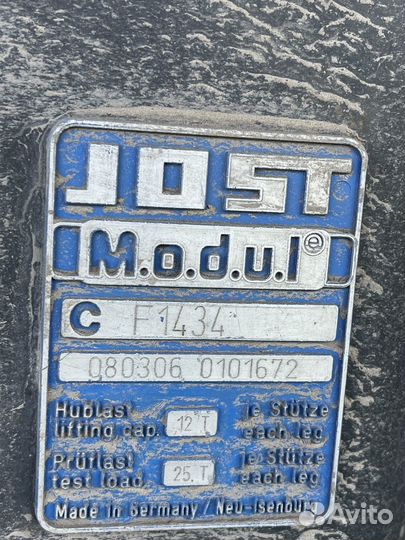 JOST
M.o.d.u.l e
C F1434
080306 0101672
Hublast je Stütze
lifting cap. 12 T each leg
Prüflast je Stütze
test load 25. T each leg
Made in Germany/Neu-Isenburg
Avito